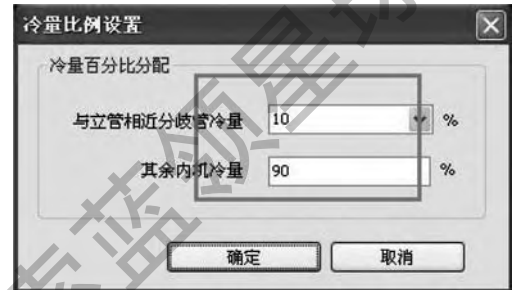 冷量比例设置
冷量百分比分配
与立管相近分歧管冷量 10 %
其余内机冷量 90 %
确定 取消